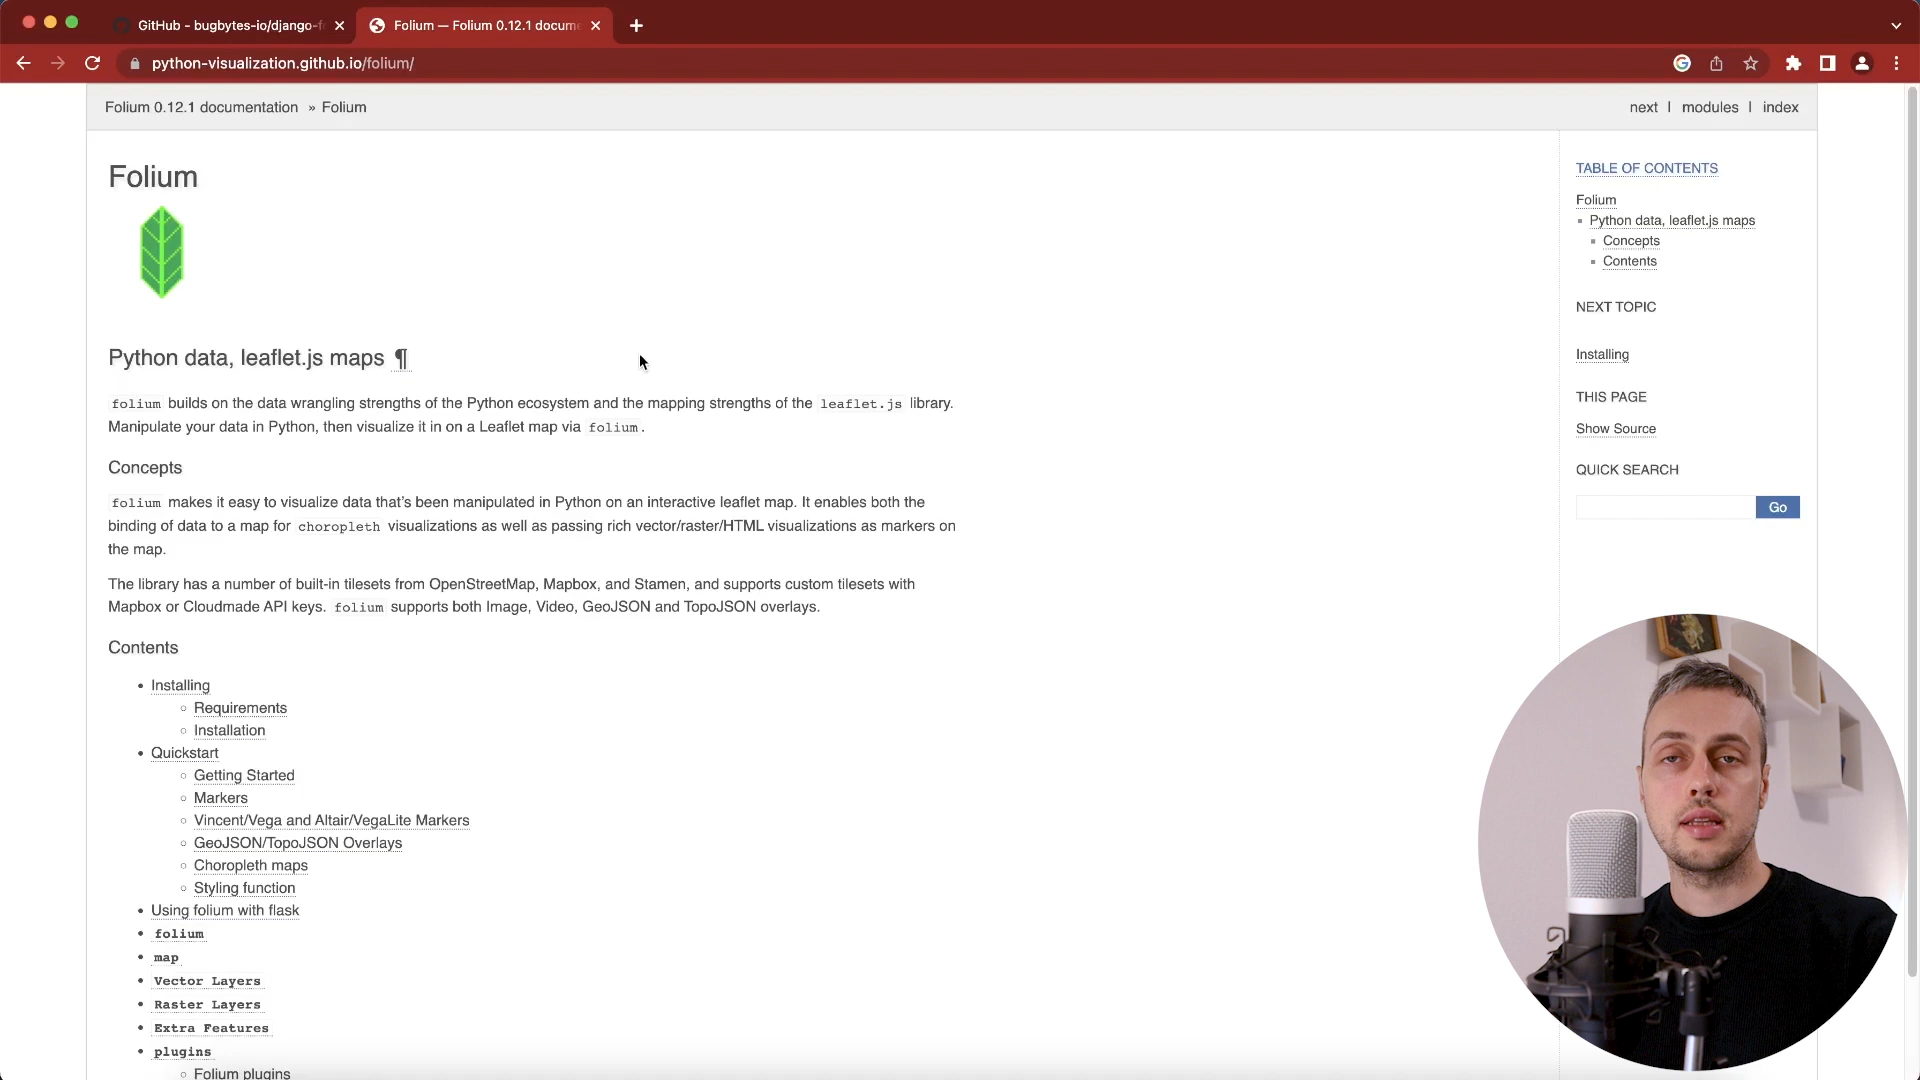 GitHub - bugbytes-io/django-f
Folium — Folium 0.12.1 docum
python-visualization.github.io/folium/
Folium 0.12.1 documentation » Folium
next | modules | index
Folium
Python data, leaflet.js maps ¶
folium builds on the data wrangling strengths of the Python ecosystem and the mapping strengths of the leaflet.js library.
Manipulate your data in Python, then visualize it in on a Leaflet map via folium.
Concepts
folium makes it easy to visualize data that’s been manipulated in Python on an interactive leaflet map. It enables both the
binding of data to a map for choropleth visualizations as well as passing rich vector/raster/HTML visualizations as markers on
the map.
The library has a number of built-in tilesets from OpenStreetMap, Mapbox, and Stamen, and supports custom tilesets with
Mapbox or Cloudmade API keys. folium supports both Image, Video, GeoJSON and TopoJSON overlays.
Contents
• Installing
◦ Requirements
◦ Installation
• Quickstart
◦ Getting Started
◦ Markers
◦ Vincent/Vega and Altair/VegaLite Markers
◦ GeoJSON/TopoJSON Overlays
◦ Choropleth maps
◦ Styling function
• Using folium with flask
• folium
• map
• Vector Layers
• Raster Layers
• Extra Features
• plugins
◦ Folium plugins
TABLE OF CONTENTS
Folium
▪ Python data, leaflet.js maps
▪ Concepts
▪ Contents
NEXT TOPIC
Installing
THIS PAGE
Show Source
QUICK SEARCH
Go